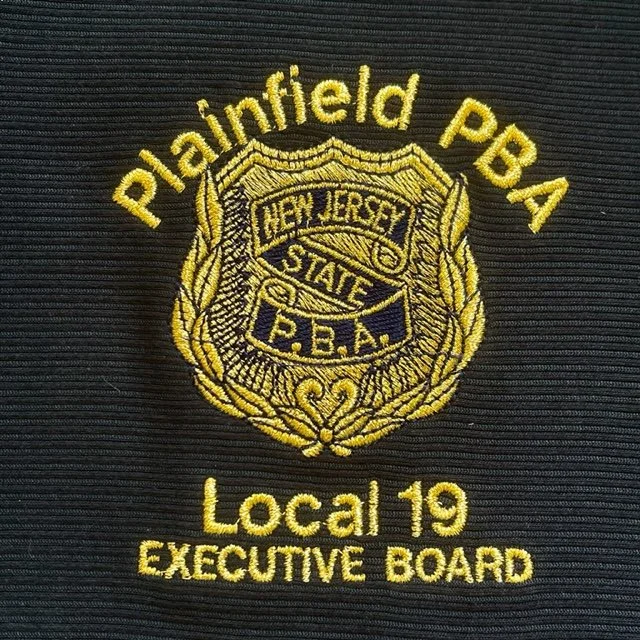 Plainfield PBA
NEW JERSEY
STATE
P.B.A.
Local 19
EXECUTIVE BOARD